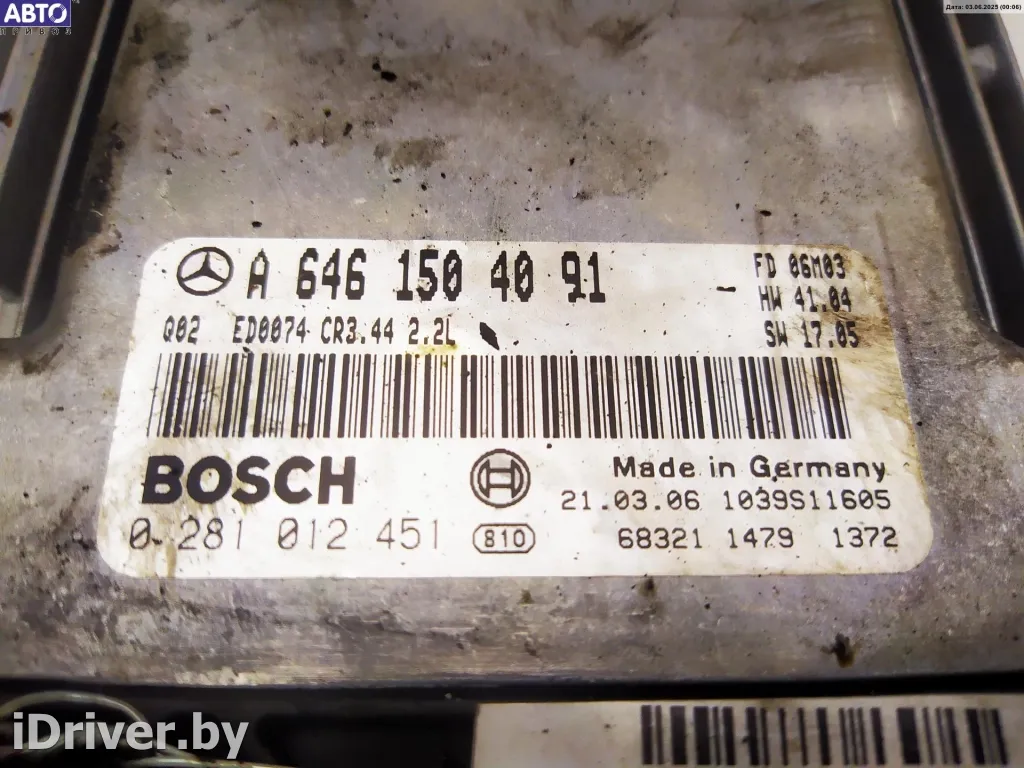 АВТО
ПРИВОЗ
Дата: 03.06.2025 (00:06)
A 646 150 40 91
FD 06M03
HW 41.04
Q02 ED0074 CR3.44 2.2L
SW 17.05
BOSCH
Made in Germany
21.03.06 1039S11605
0 281 012 451
810
68321 1479 1372
iDriver.by